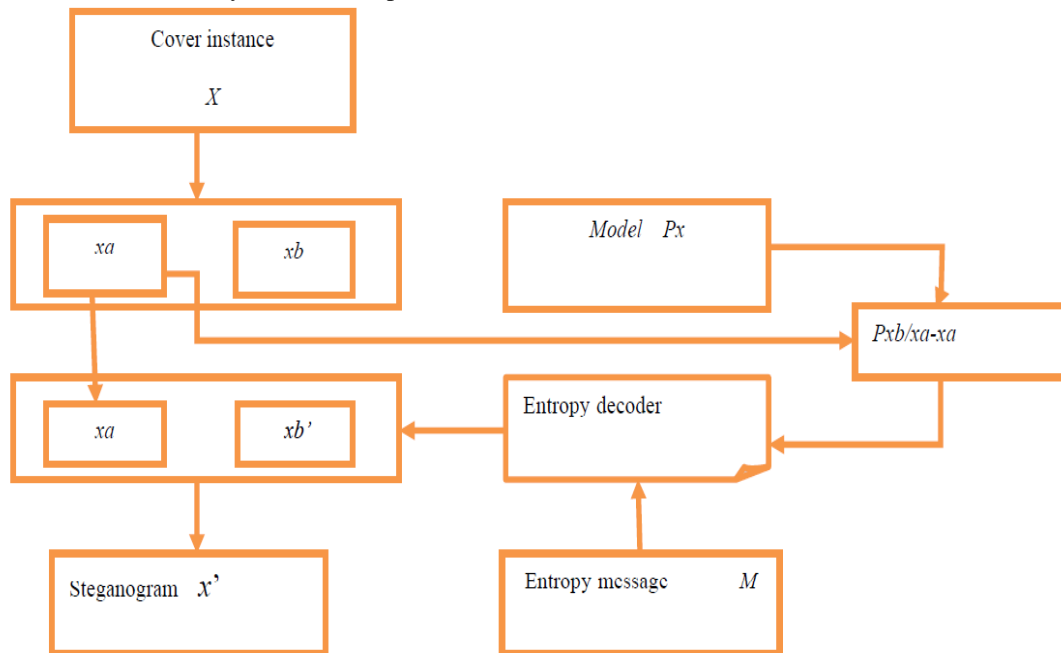 Cover instance
X
xa
xb
Model Px
Pxb/xa-xa
xa
xb’
Entropy decoder
Steganogram x’
Entropy message M